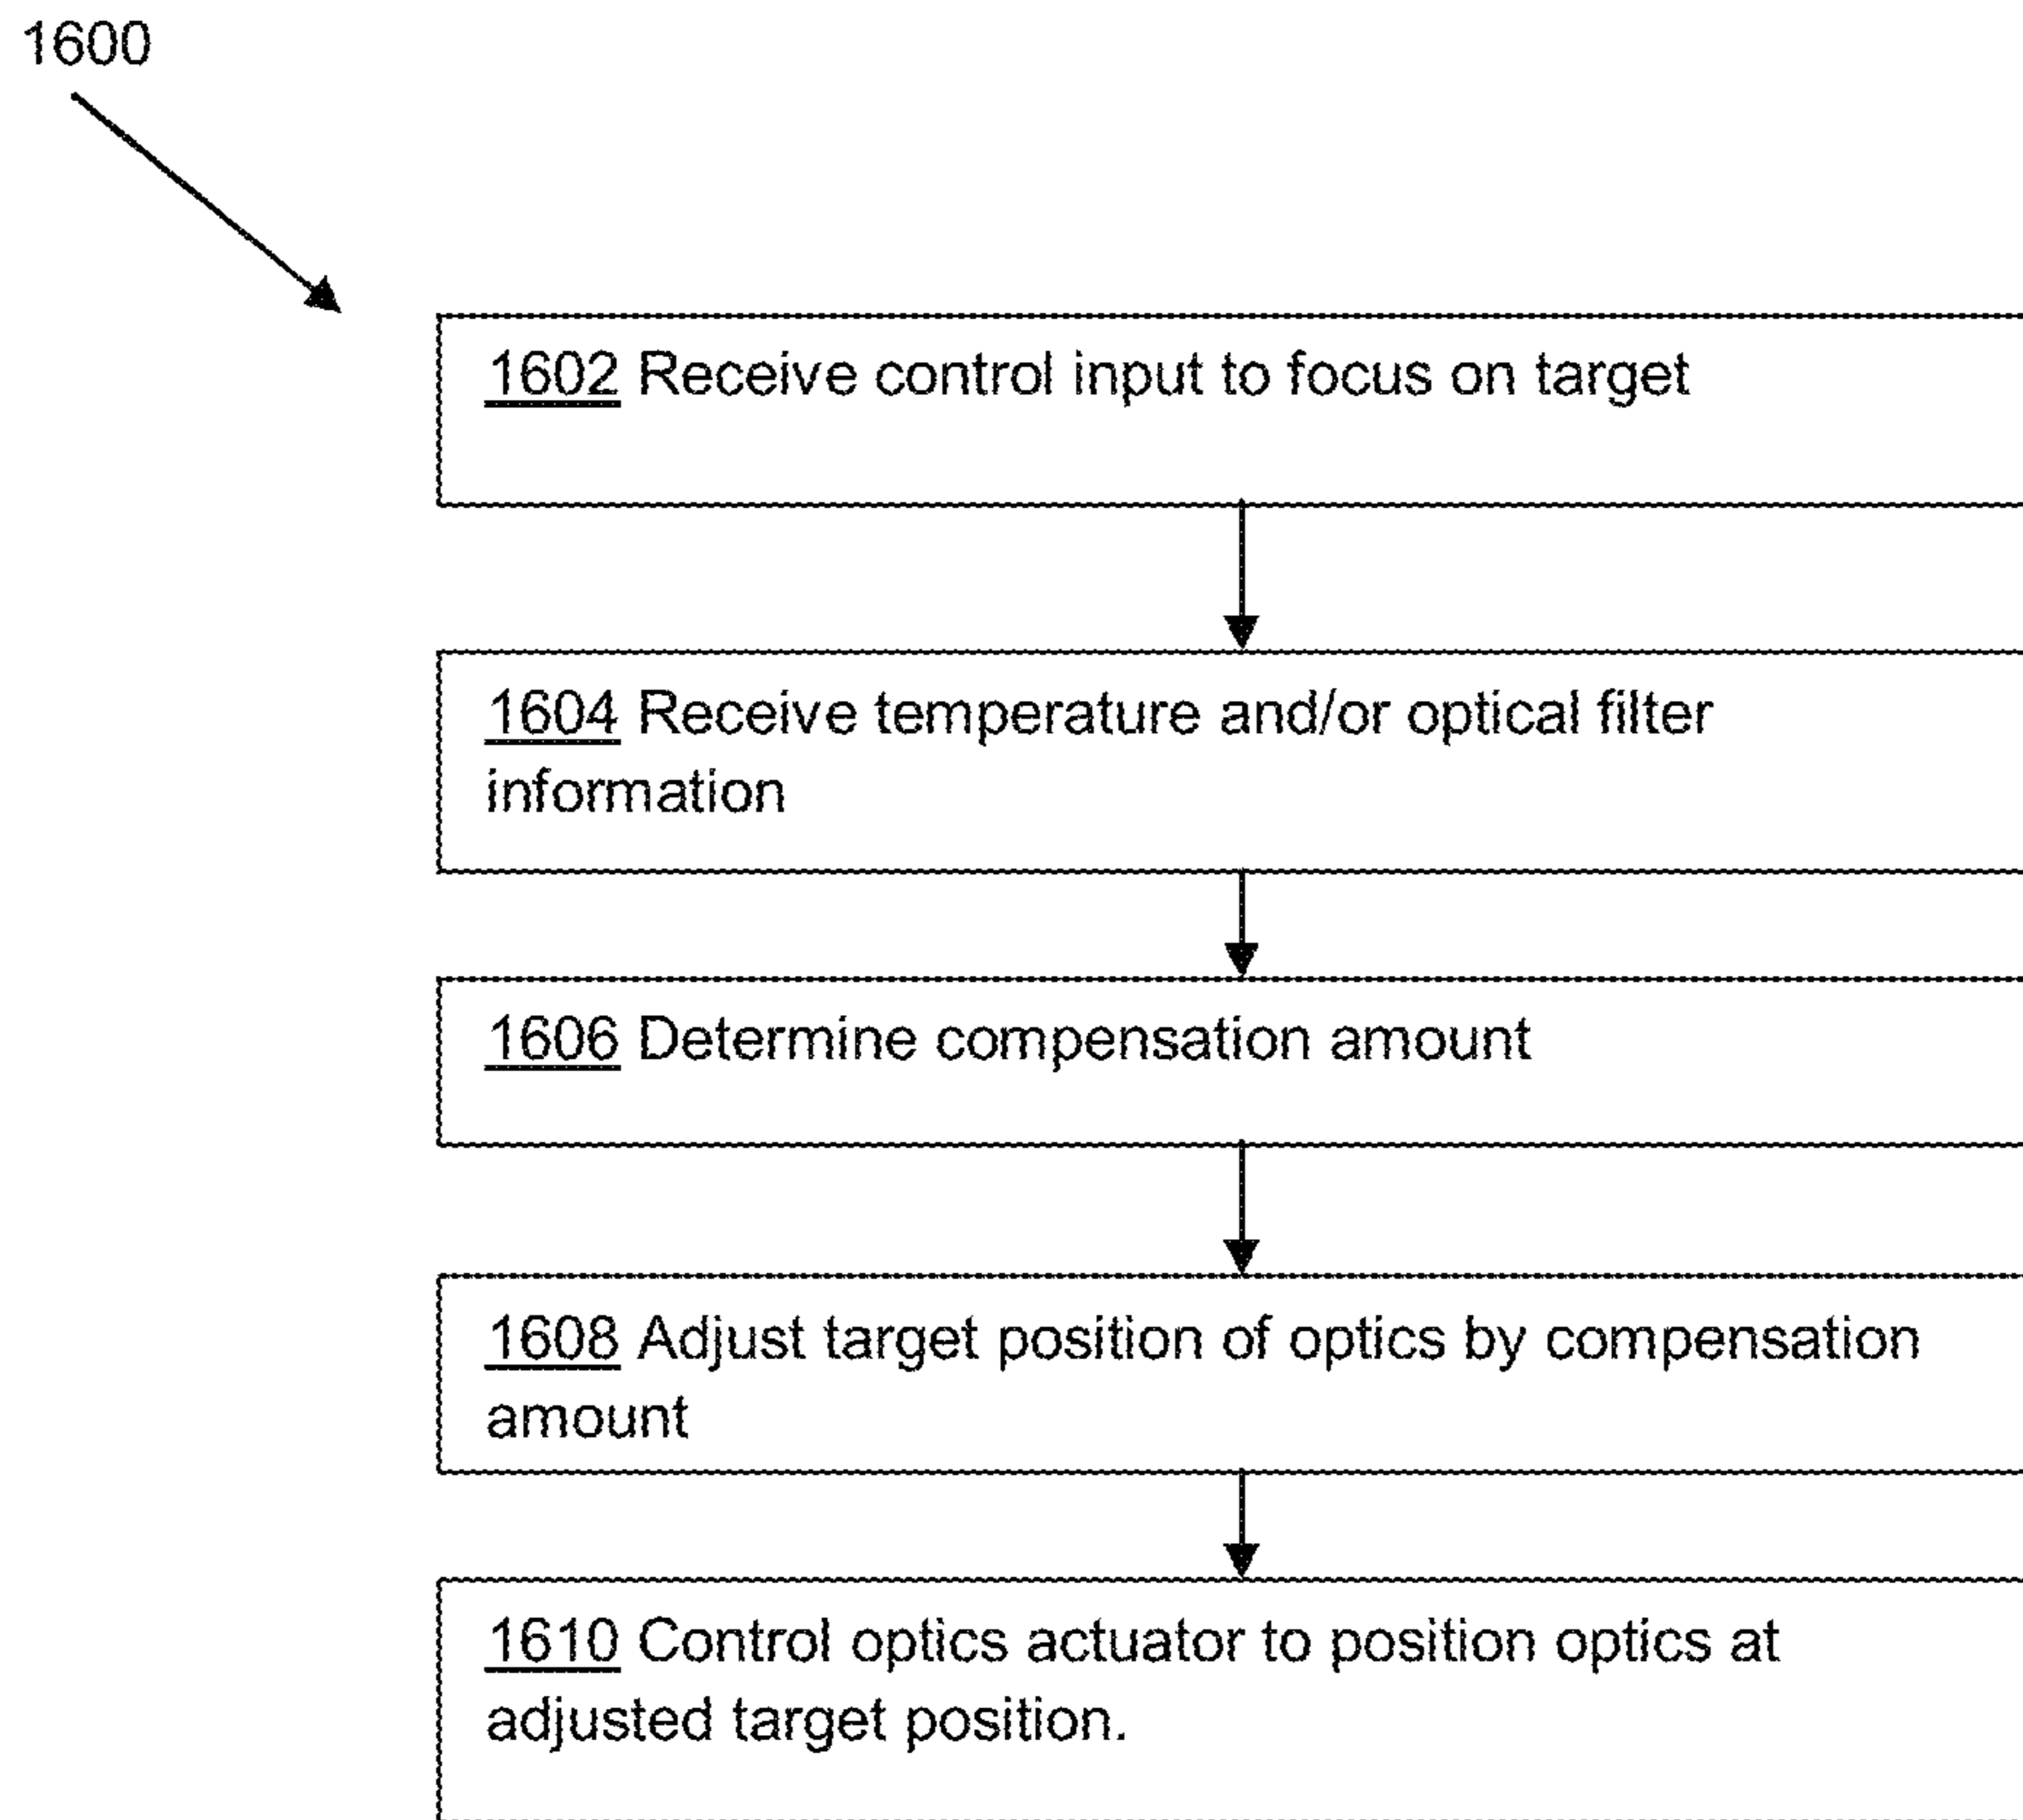 1600
1602 Receive control input to focus on target
1604 Receive temperature and/or optical filter
information
1606 Determine compensation amount
1608 Adjust target position of optics by compensation
amount
1610 Control optics actuator to position optics at
adjusted target position.